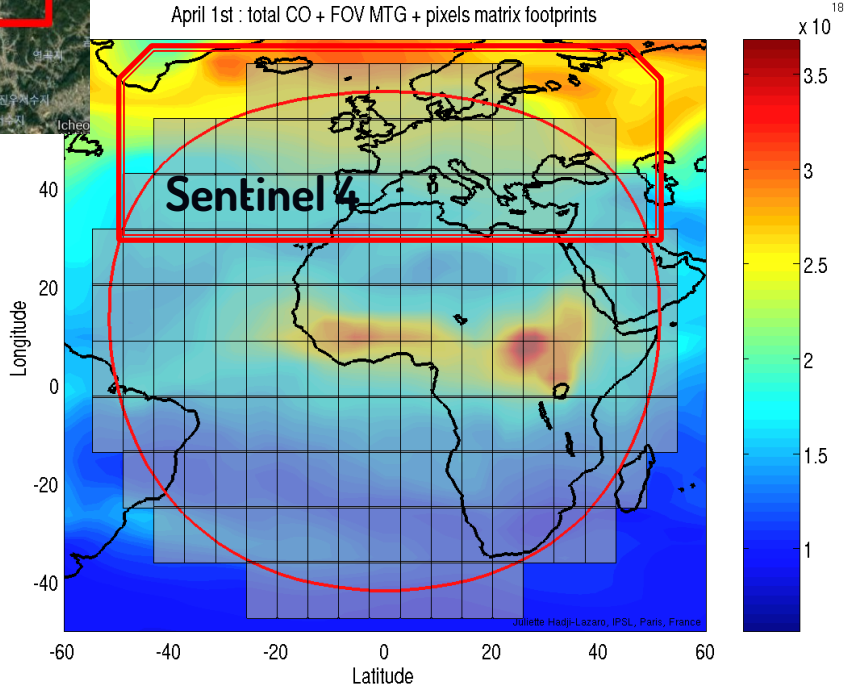 April 1st : total CO + FOV MTG + pixels matrix footprints
18
x 10
Icheo
Sentinel 4
Longitude
40
20
0
-20
-40
-60
-40
-20
0
20
40
60
Latitude
3.5
3
2.5
2
1.5
1
Juliette Hadji-Lazaro, IPSL, Paris, France